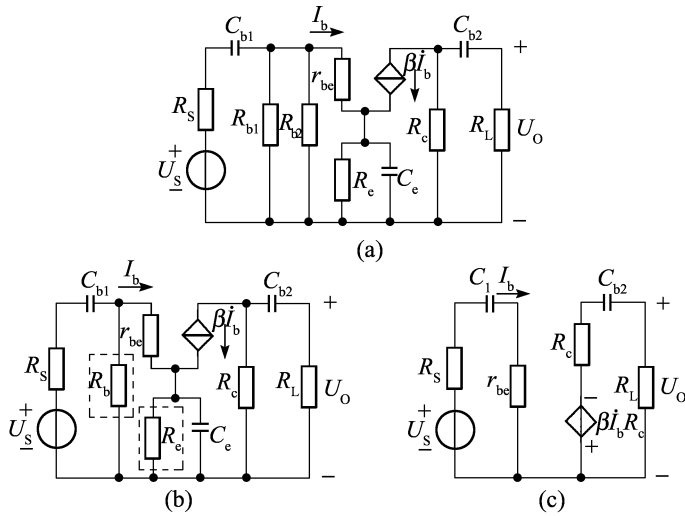 C_b1 I_b C_b2
r_be βİ_b +
R_S R_b1 R_b2 R_c R_L U_O
+
U_S R_e C_e
− −
(a)
C_b1 I_b C_b2
r_be βİ_b +
R_S R_b R_c R_L U_O
+
U_S R_e C_e
− −
(b)
C_1 I_b C_b2
R_c +
R_S r_be − R_L U_O
+
U_S βİ_bR_c
− + −
(c)